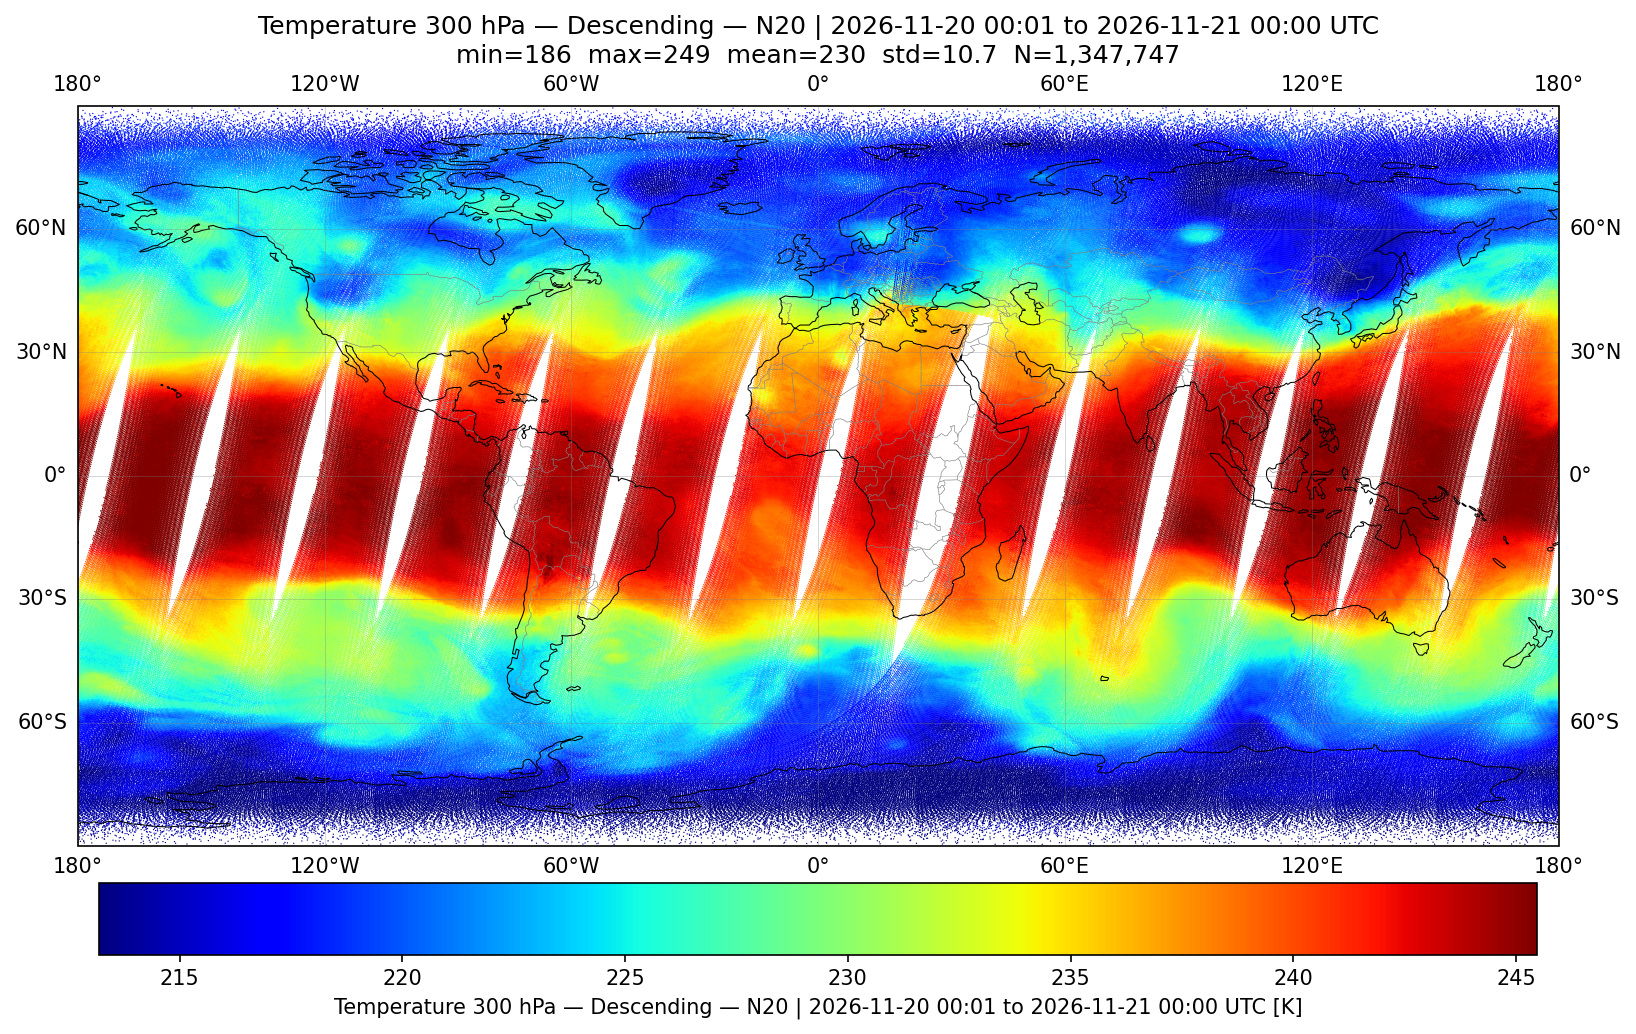 Temperature 300 hPa — Descending — N20 | 2026-11-20 00:01 to 2026-11-21 00:00 UTC
min=186  max=249  mean=230  std=10.7  N=1,347,747
180° 120°W 60°W 0° 60°E 120°E 180°
60°N 60°N
30°N 30°N
0° 0°
30°S 30°S
60°S 60°S
180° 120°W 60°W 0° 60°E 120°E 180°
215 220 225 230 235 240 245
Temperature 300 hPa — Descending — N20 | 2026-11-20 00:01 to 2026-11-21 00:00 UTC [K]